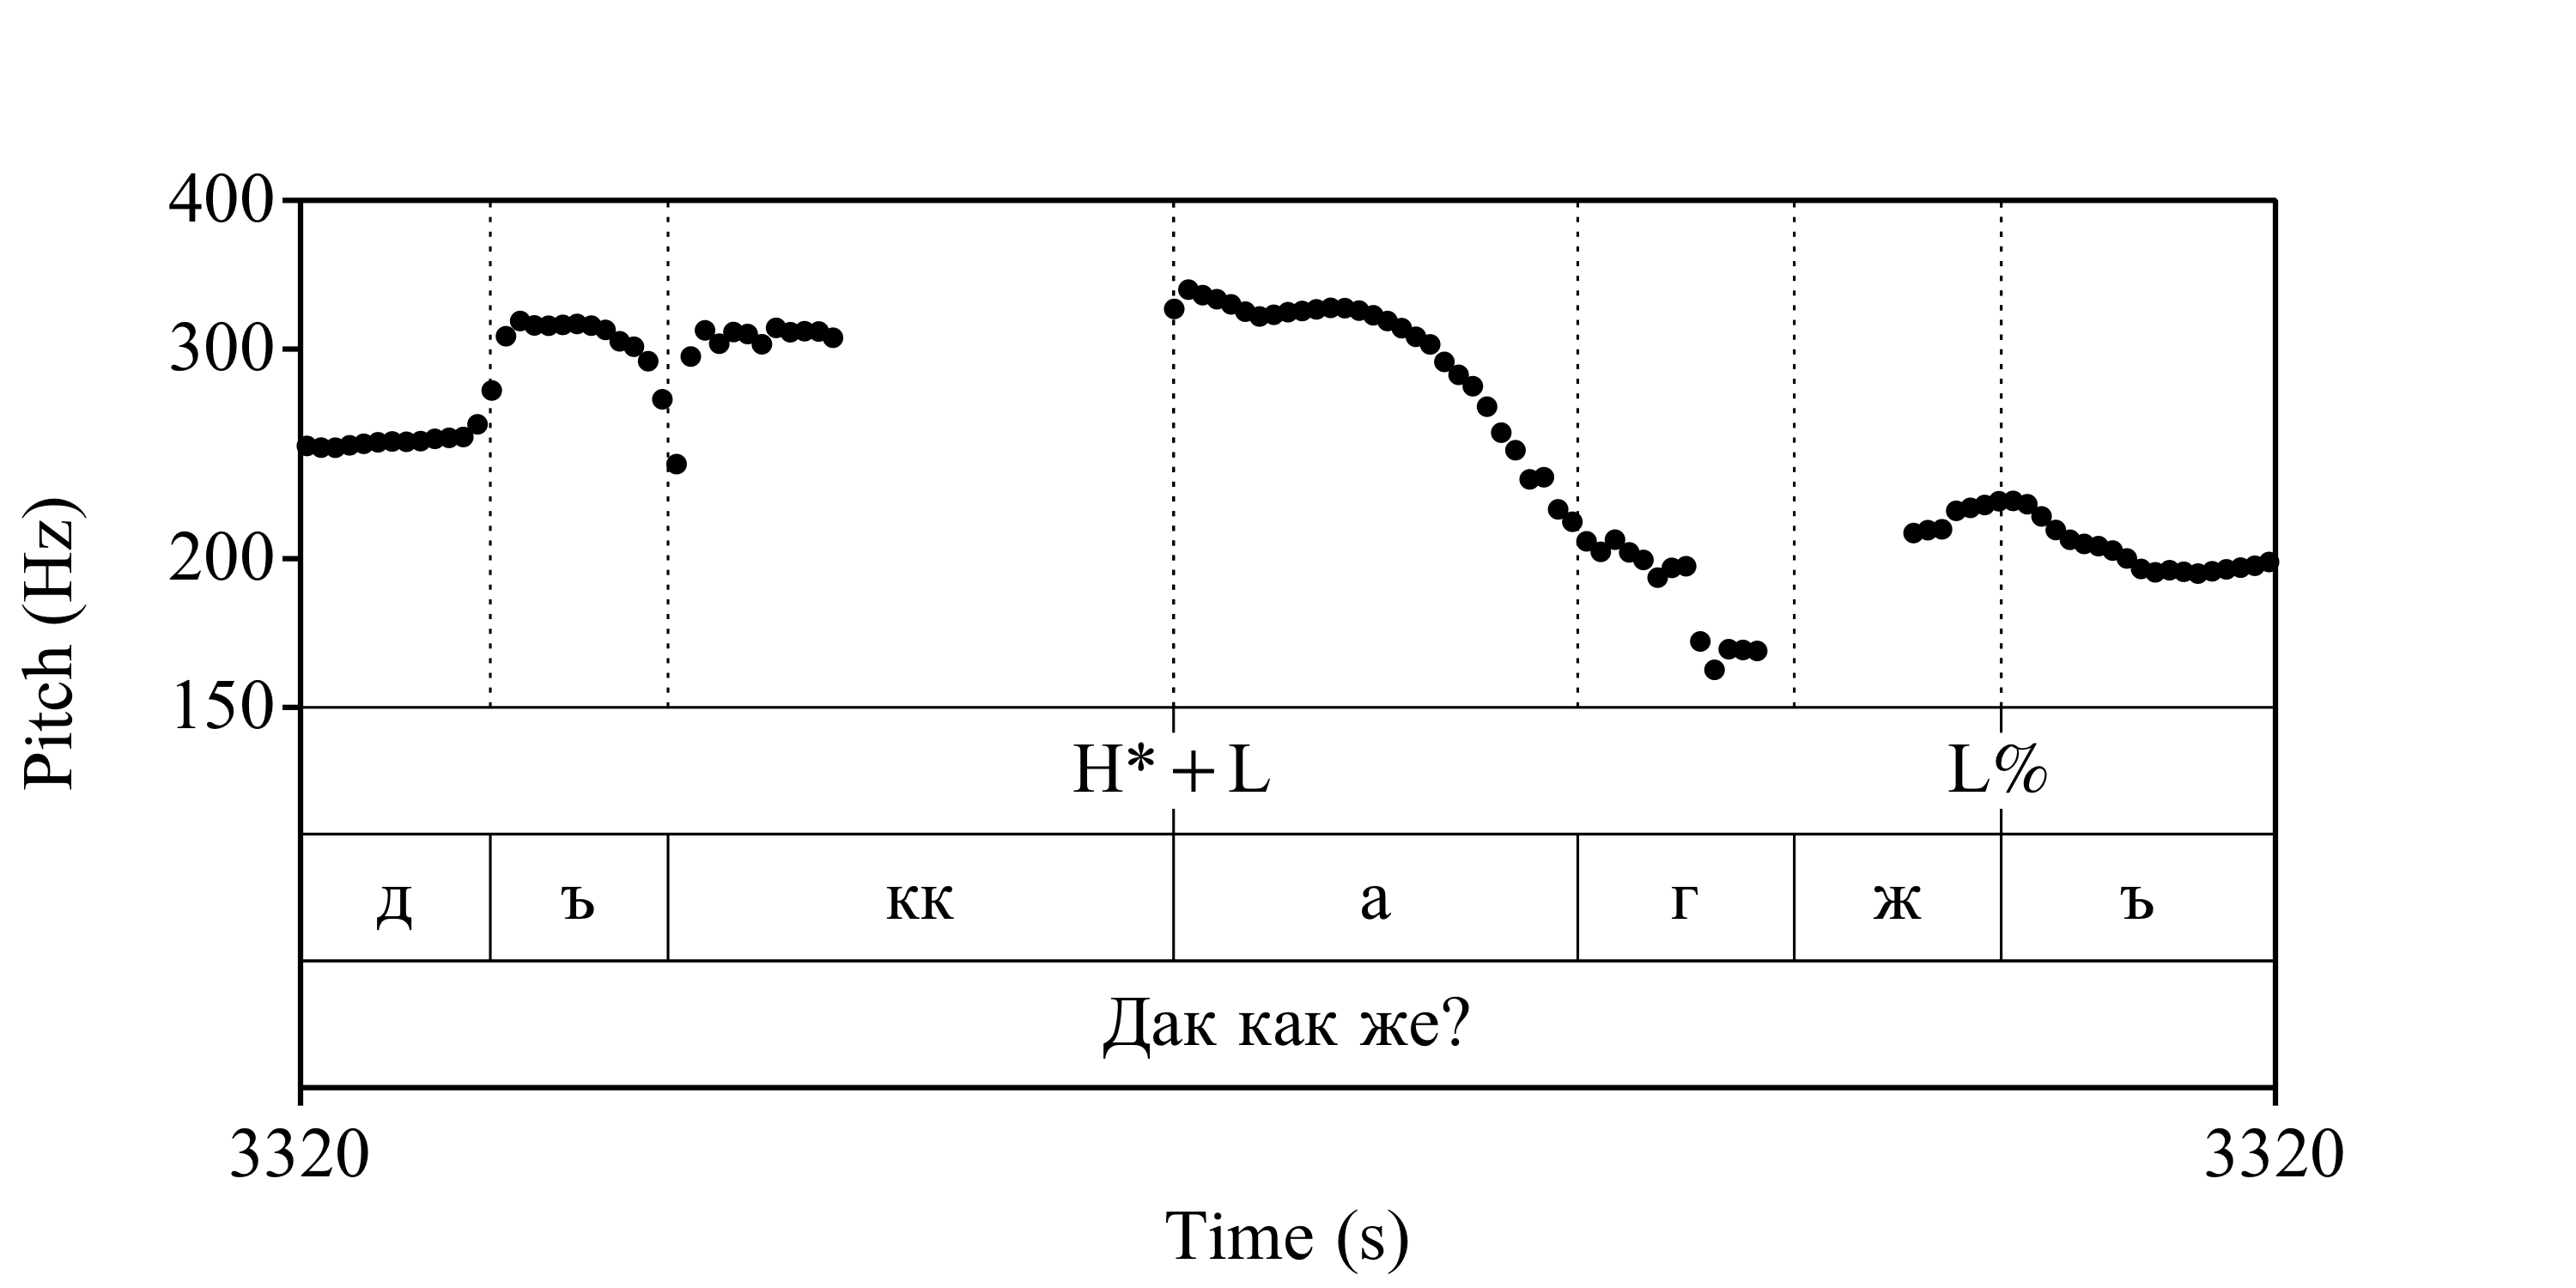 400
300
200
150
Pitch (Hz)
H* + L L%
д ъ кк а г ж ъ
Дак как же?
3320 3320
Time (s)